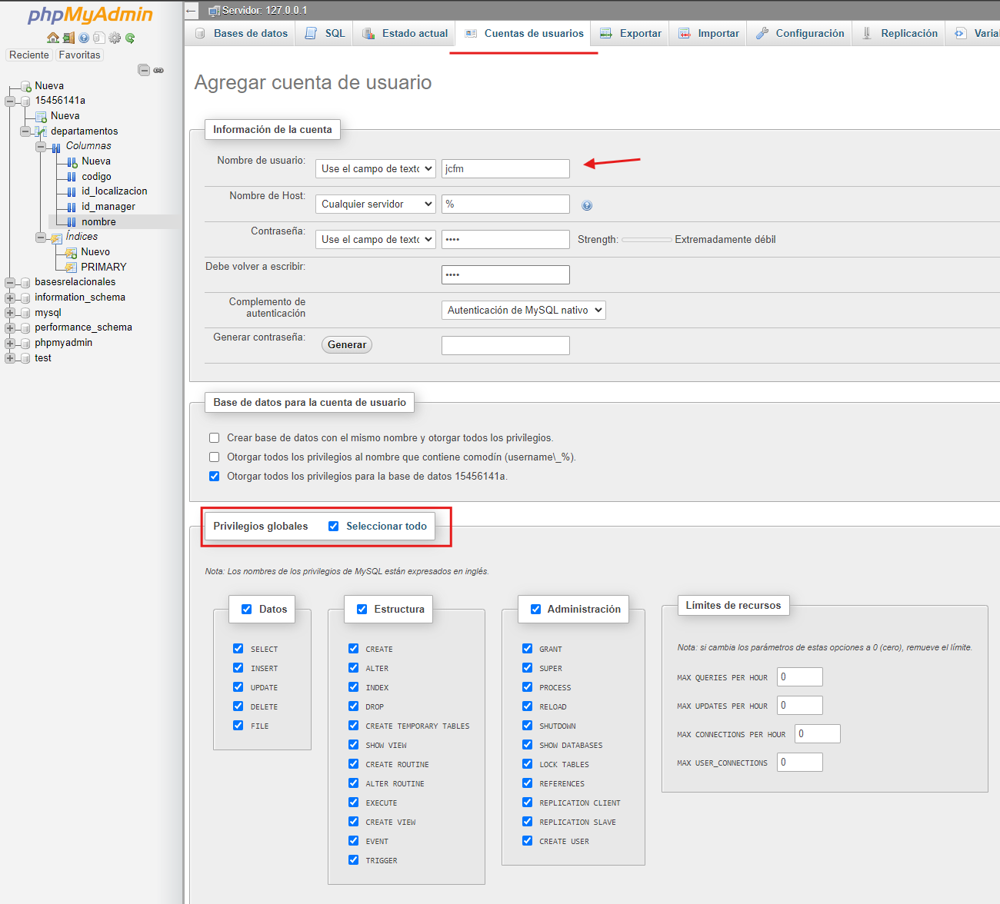 phpMyAdmin
Reciente Favoritas
Nueva
15456141a
Nueva
departamentos
Columnas
Nueva
codigo
id_localizacion
id_manager
nombre
Índices
Nuevo
PRIMARY
basesrelacionales
information_schema
mysql
performance_schema
phpmyadmin
test
Servidor: 127.0.0.1
Bases de datos SQL Estado actual Cuentas de usuarios Exportar Importar Configuración Replicación Varia
Agregar cuenta de usuario
Información de la cuenta
Nombre de usuario: Use el campo de texto jcfm
Nombre de Host: Cualquier servidor %
Contraseña: Use el campo de texto •••• Strength: Extremadamente débil
Debe volver a escribir: ••••
Complemento de
autenticación Autenticación de MySQL nativo
Generar contraseña: Generar
Base de datos para la cuenta de usuario
Crear base de datos con el mismo nombre y otorgar todos los privilegios.
Otorgar todos los privilegios al nombre que contiene comodín (username\_%).
Otorgar todos los privilegios para la base de datos 15456141a.
Privilegios globales Seleccionar todo
Nota: Los nombres de los privilegios de MySQL están expresados en inglés.
Datos
SELECT
INSERT
UPDATE
DELETE
FILE
Estructura
CREATE
ALTER
INDEX
DROP
CREATE TEMPORARY TABLES
SHOW VIEW
CREATE ROUTINE
ALTER ROUTINE
EXECUTE
CREATE VIEW
EVENT
TRIGGER
Administración
GRANT
SUPER
PROCESS
RELOAD
SHUTDOWN
SHOW DATABASES
LOCK TABLES
REFERENCES
REPLICATION CLIENT
REPLICATION SLAVE
CREATE USER
Límites de recursos
Nota: si cambia los parámetros de estas opciones a 0 (cero), remueve el límite.
MAX QUERIES PER HOUR 0
MAX UPDATES PER HOUR 0
MAX CONNECTIONS PER HOUR 0
MAX USER_CONNECTIONS 0